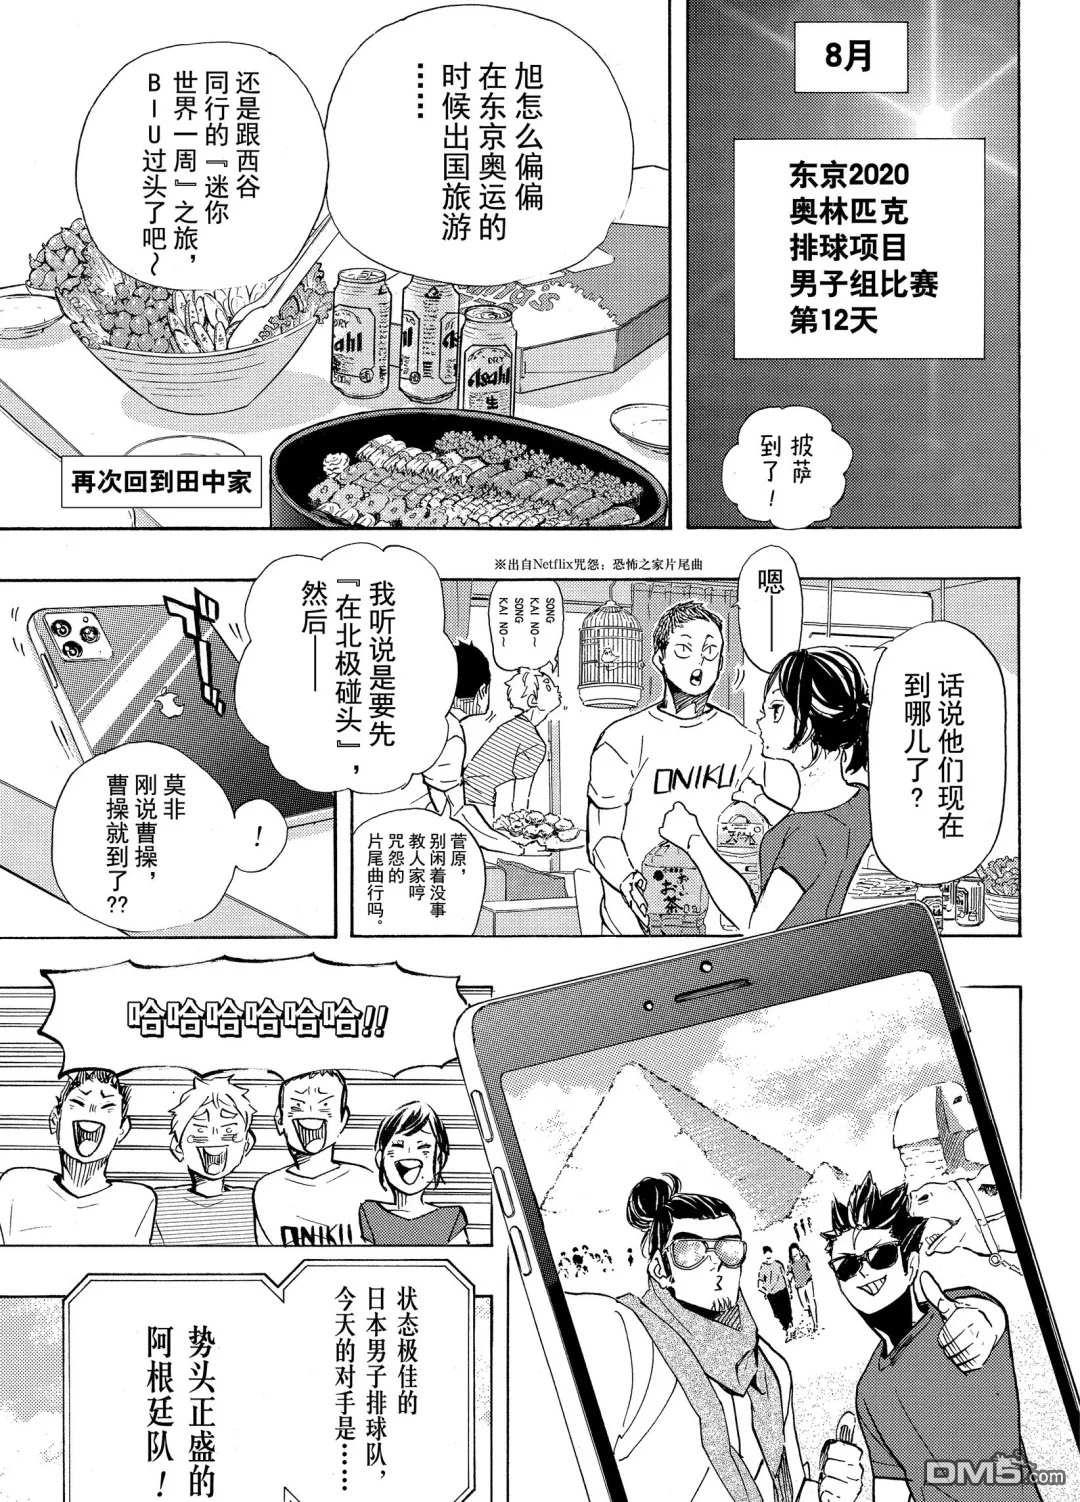 8月
东京2020
奥林匹克
排球项目
男子组比赛
第12天
披萨
到了！
旭怎么偏偏
在东京奥运的
时候出国旅游
……
还是跟西谷
同行的『迷你
世界一周』之旅，
BIU过头了吧～
DRY
Asahi
DRY
Asahi
生
再次回到田中家
※出自Netflix咒怨：恐怖之家片尾曲
嗯——
话说他们现在
到哪儿了？
SONG
KAI NO～
SONG
KAI NO～
ONIKU
お茶
我听说是要先
『在北极碰头』，
然后——
菅原，
别闲着没事
教人家哼
咒怨的
片尾曲行吗。
！
莫非
刚说曹操，
曹操就到了??
哈哈哈哈哈哈!!
ONIKU
状态极佳的
日本男子排球队，
今天的对手是……
势头正盛的
阿根廷队！
DM5.com